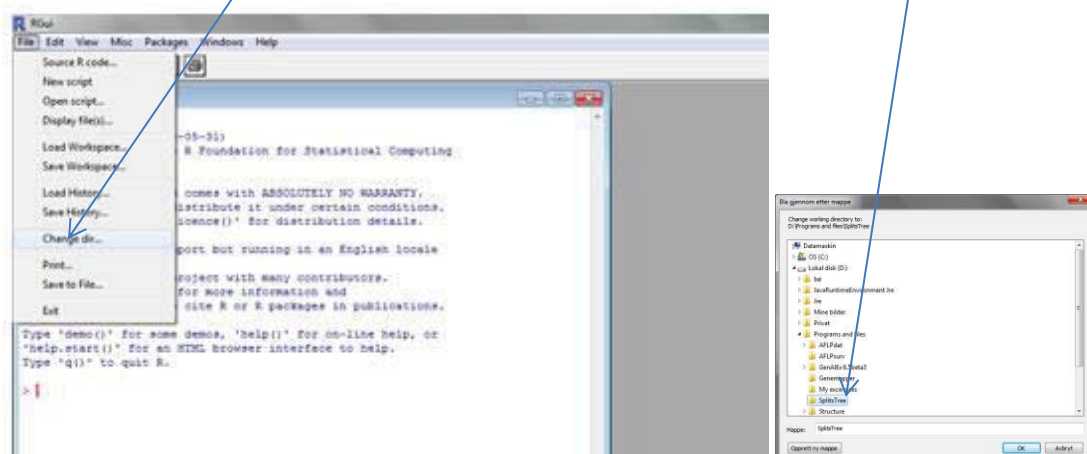 RGui
File Edit View Misc Packages Windows Help
Source R code...
New script
Open script...
Display file(s)...
Load Workspace...
Save Workspace...
Load History...
Save History...
Change dir...
Print...
Save to File...
Exit
-05-31)
R Foundation for Statistical Computing
comes with ABSOLUTELY NO WARRANTY.
istribute it under certain conditions.
icence()' for distribution details.
port but running in an English locale
roject with many contributors.
for more information and
cite R or R packages in publications.
Type 'demo()' for some demos, 'help()' for on-line help, or
'help.start()' for an HTML browser interface to help.
Type 'q()' to quit R.
>
Bla gjennom etter mappe
Change working directory to:
D:\Programs and files\SplitsTree
Datamaskin
OS (C:)
Lokal disk (D:)
JavaRuntimeEnvironment Jre
Jre
Mine bilder
Privat
Programs and files
AFLPdat
AFLPsurv
Genemapper
SplitsTree
Structure
Mappe: SplitsTree
Opprett ny mappe OK Avbryt